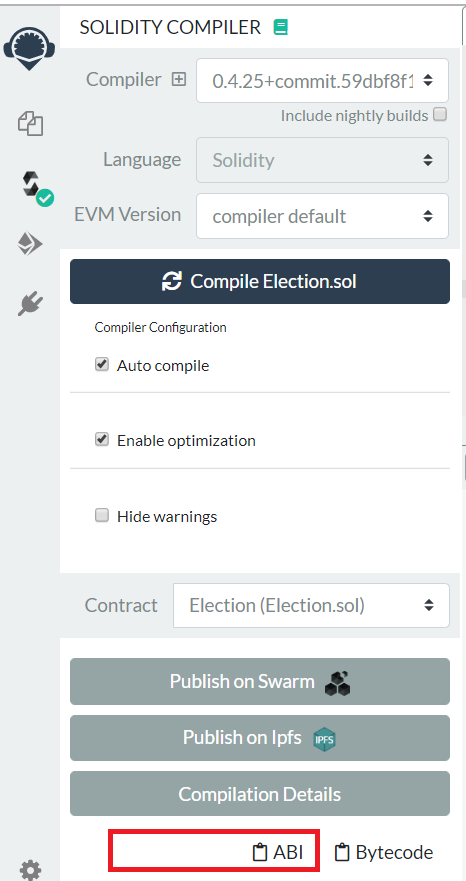 SOLIDITY COMPILER
Compiler
0.4.25+commit.59dbf8f1
Include nightly builds
Language
Solidity
EVM Version
compiler default
Compile Election.sol
Compiler Configuration
Auto compile
Enable optimization
Hide warnings
Contract
Election (Election.sol)
Publish on Swarm
Publish on Ipfs
IPFS
Compilation Details
ABI
Bytecode